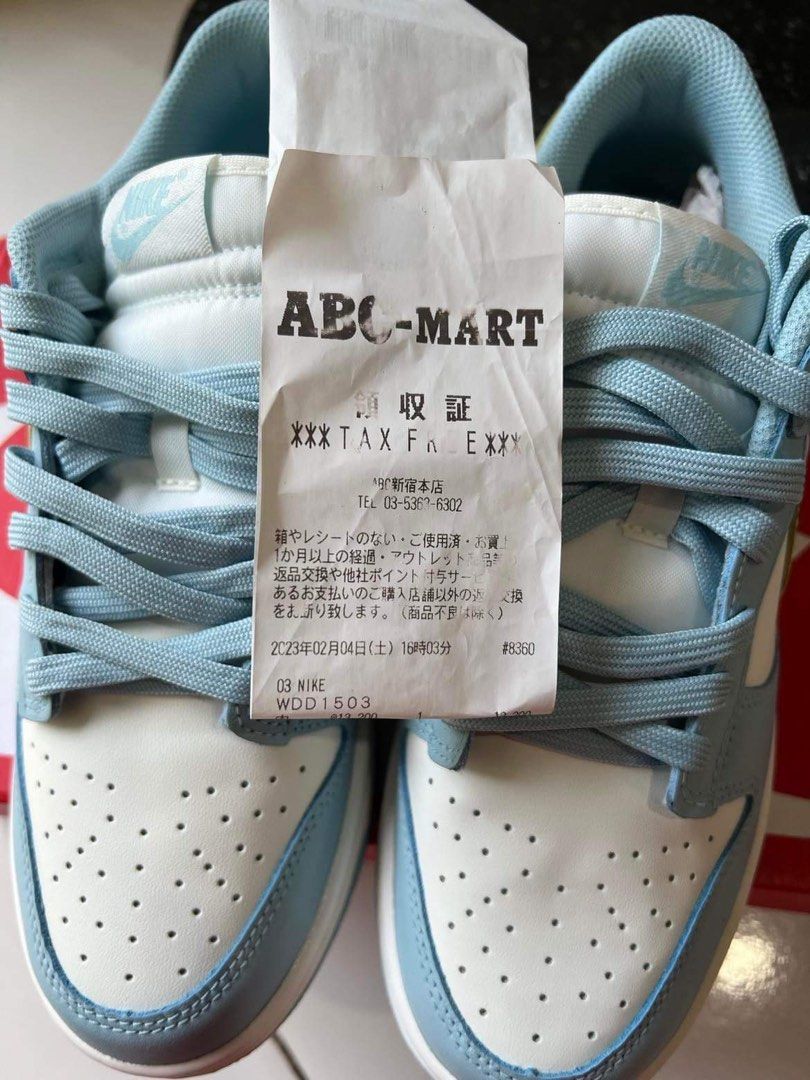 NIKE
ABC-MART
領収証
***TAX FREE***
ABC新宿本店
TEL 03-5363-6302
箱やレシートのない・ご使用済・お買上
1か月以上の経過・アウトレット
返品交換や他社ポイント付与サービ
あるお支払いのご購入店舗以外の返品交換
をお断り致します。(商品不良は除く)
2023年02月04日(土) 16時03分 #8360
03 NIKE
WDD1503
@13,200 1